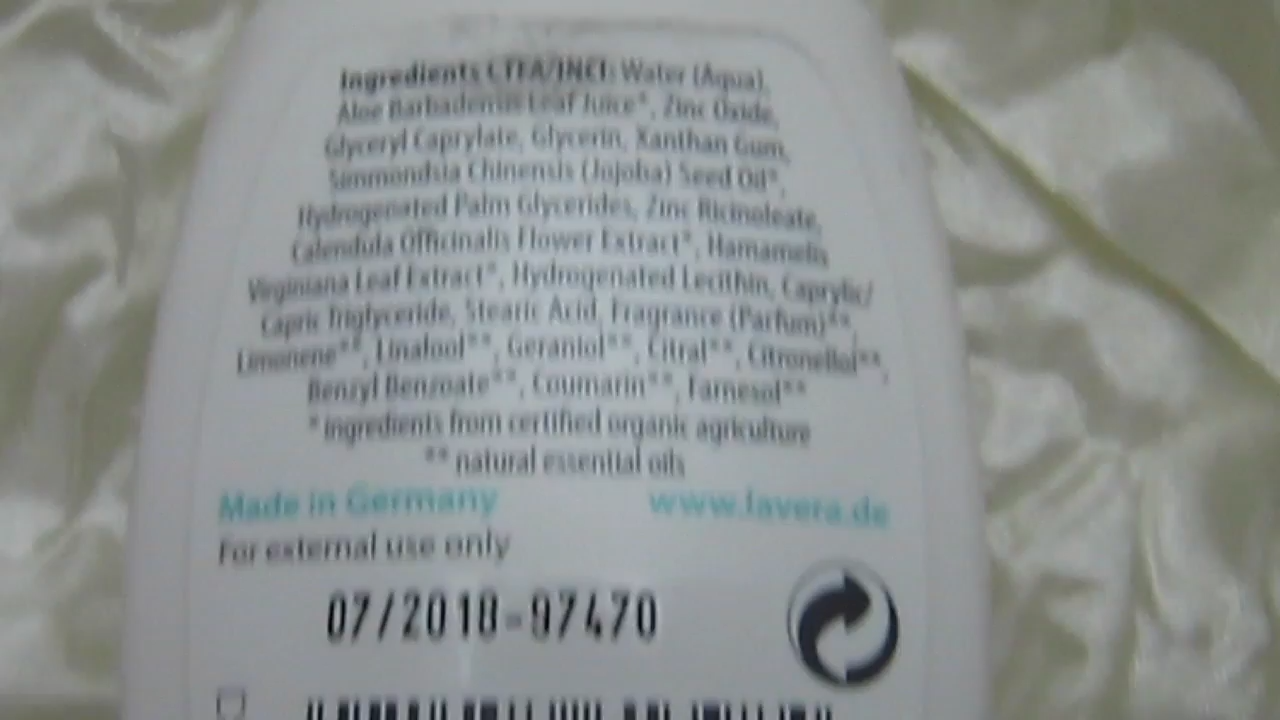 Ingredients CTFA/INCI: Water (Aqua),
Aloe Barbadensis Leaf Juice*, Zinc Oxide,
Glyceryl Caprylate, Glycerin, Xanthan Gum,
Simmondsia Chinensis (Jojoba) Seed Oil*,
Hydrogenated Palm Glycerides, Zinc Ricinoleate,
Calendula Officinalis Flower Extract*, Hamamelis
Virginiana Leaf Extract*, Hydrogenated Lecithin, Caprylic/
Capric Triglyceride, Stearic Acid, Fragrance (Parfum)**,
Limonene**, Linalool**, Geraniol**, Citral**, Citronellol**,
Benzyl Benzoate**, Coumarin**, Farnesol**
* ingredients from certified organic agriculture
** natural essential oils
Made in Germany www.lavera.de
For external use only
07/2018-97470